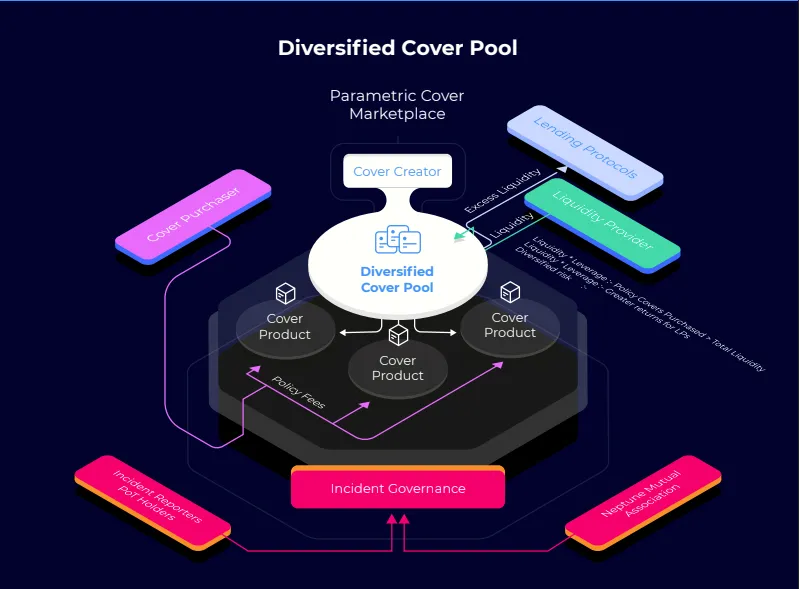 Diversified Cover Pool
Parametric Cover
Marketplace
Lending Protocols
Cover Creator
Excess Liquidity
Cover Purchaser
Liquidity Provider
Liquidity
Diversified
Cover Pool
Liquidity * Leverage :- Policy Covers Purchased > Total Liquidity
Liquidity * Leverage :- Greater returns for LPs
Diversified risk :-
Cover
Product
Cover
Product
Cover
Product
Policy Fees
Incident Reporters
PoT Holders
Incident Governance
Neptune Mutual
Association